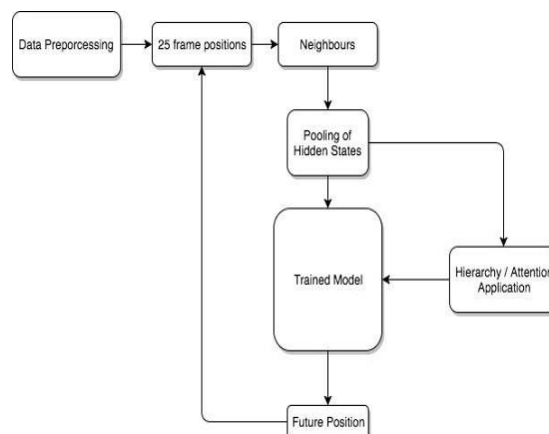 Data Preporcessing
25 frame positions
Neighbours
Pooling of
Hidden States
Trained Model
Hierarchy / Attention
Application
Future Position